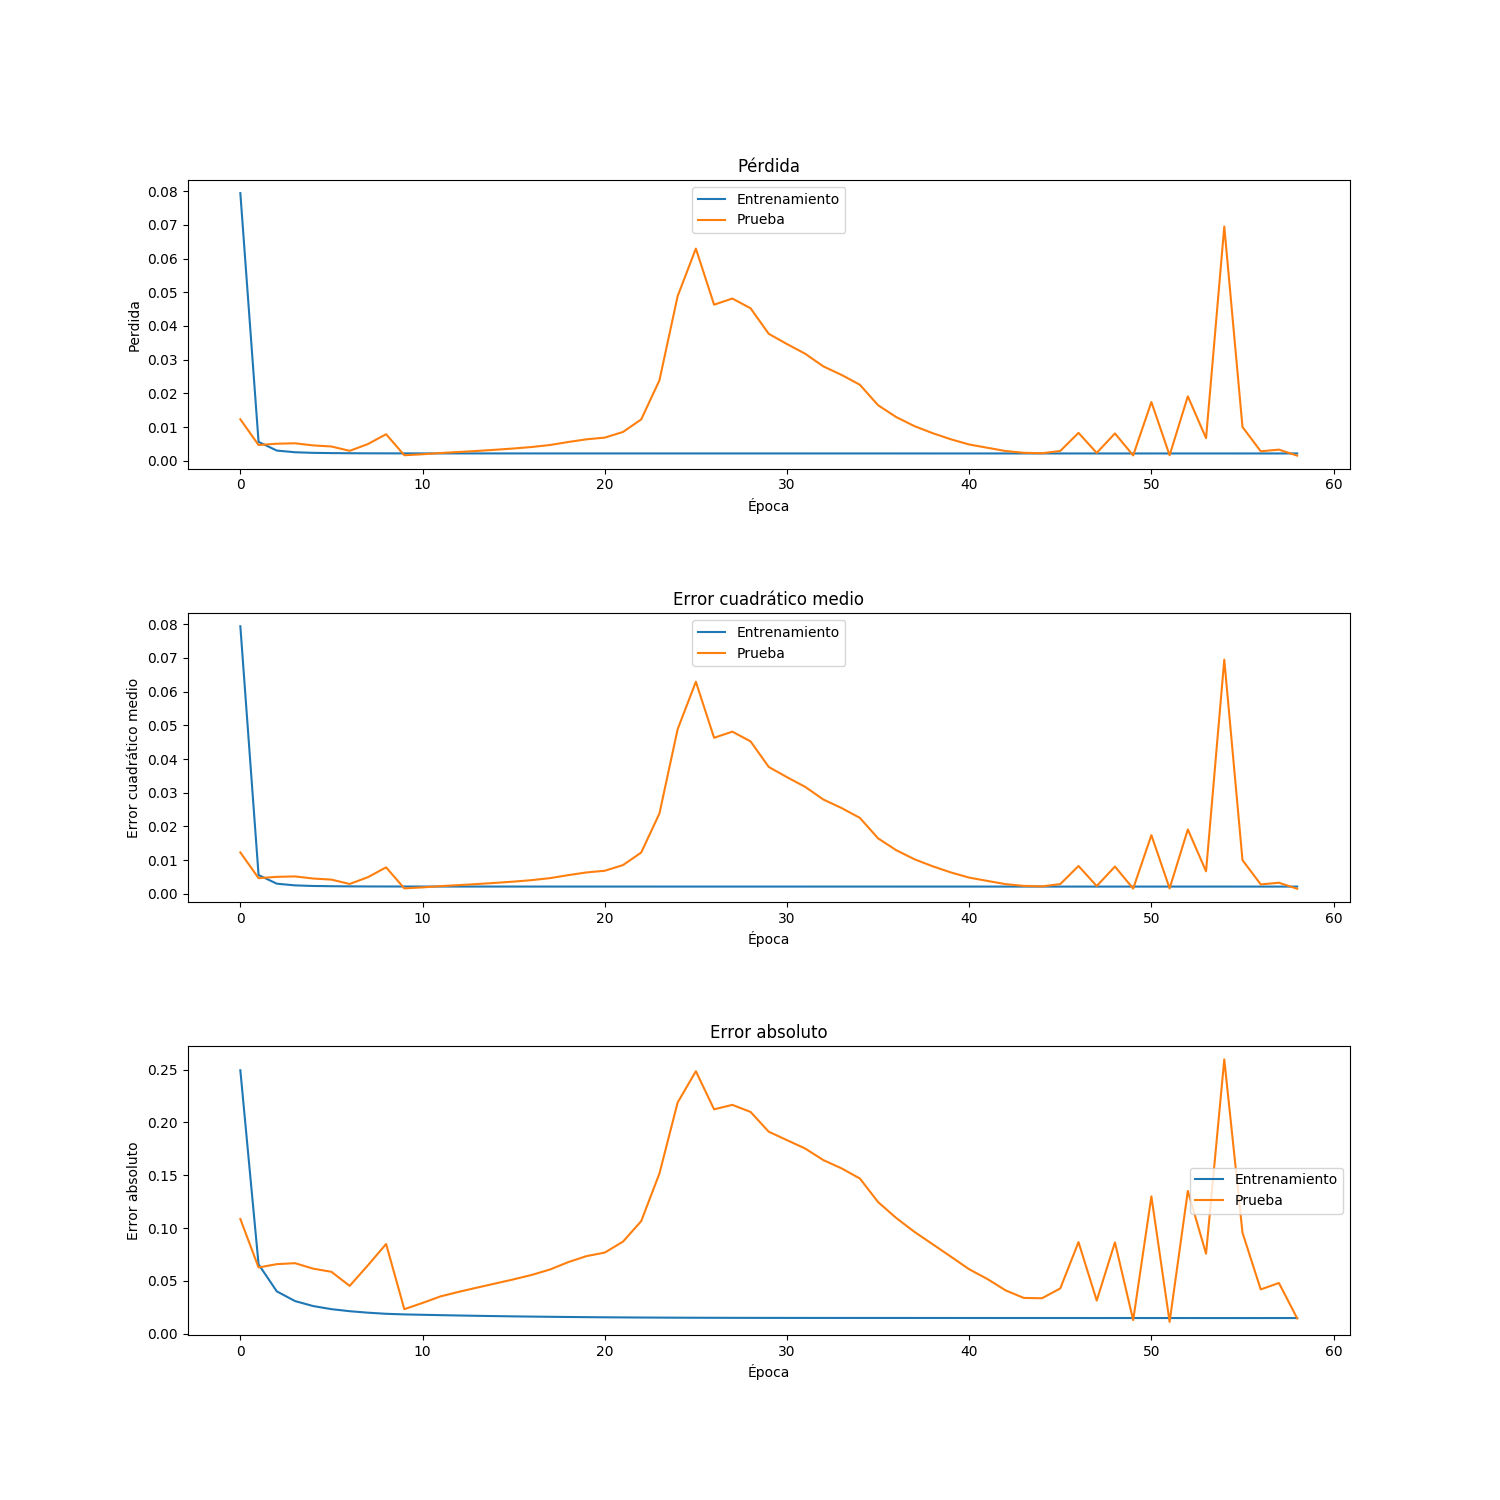 Pérdida
Entrenamiento
Prueba
Perdida
0.08
0.07
0.06
0.05
0.04
0.03
0.02
0.01
0.00
0 10 20 30 40 50 60
Época
Error cuadrático medio
Entrenamiento
Prueba
Error cuadrático medio
0.08
0.07
0.06
0.05
0.04
0.03
0.02
0.01
0.00
0 10 20 30 40 50 60
Época
Error absoluto
Entrenamiento
Prueba
Error absoluto
0.25
0.20
0.15
0.10
0.05
0.00
0 10 20 30 40 50 60
Época